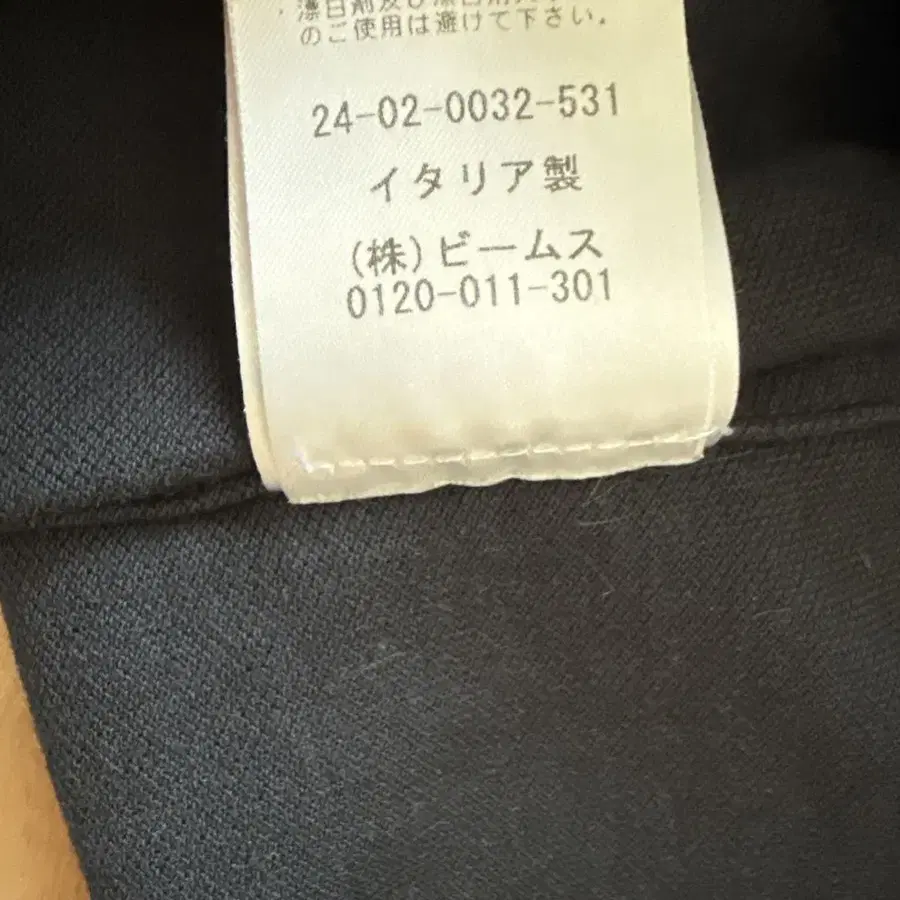 のご使用は避けて下さい。
24-02-0032-531
イタリア製
(株)ビームス
0120-011-301